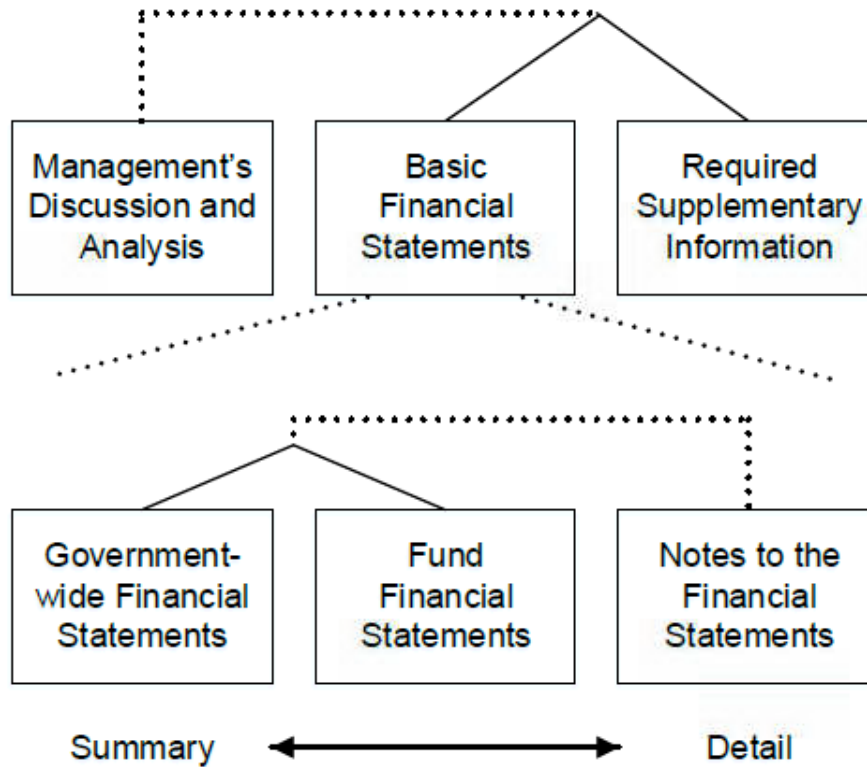 Management's
Discussion and
Analysis
Basic
Financial
Statements
Required
Supplementary
Information
Government-
wide Financial
Statements
Fund
Financial
Statements
Notes to the
Financial
Statements
Summary
Detail